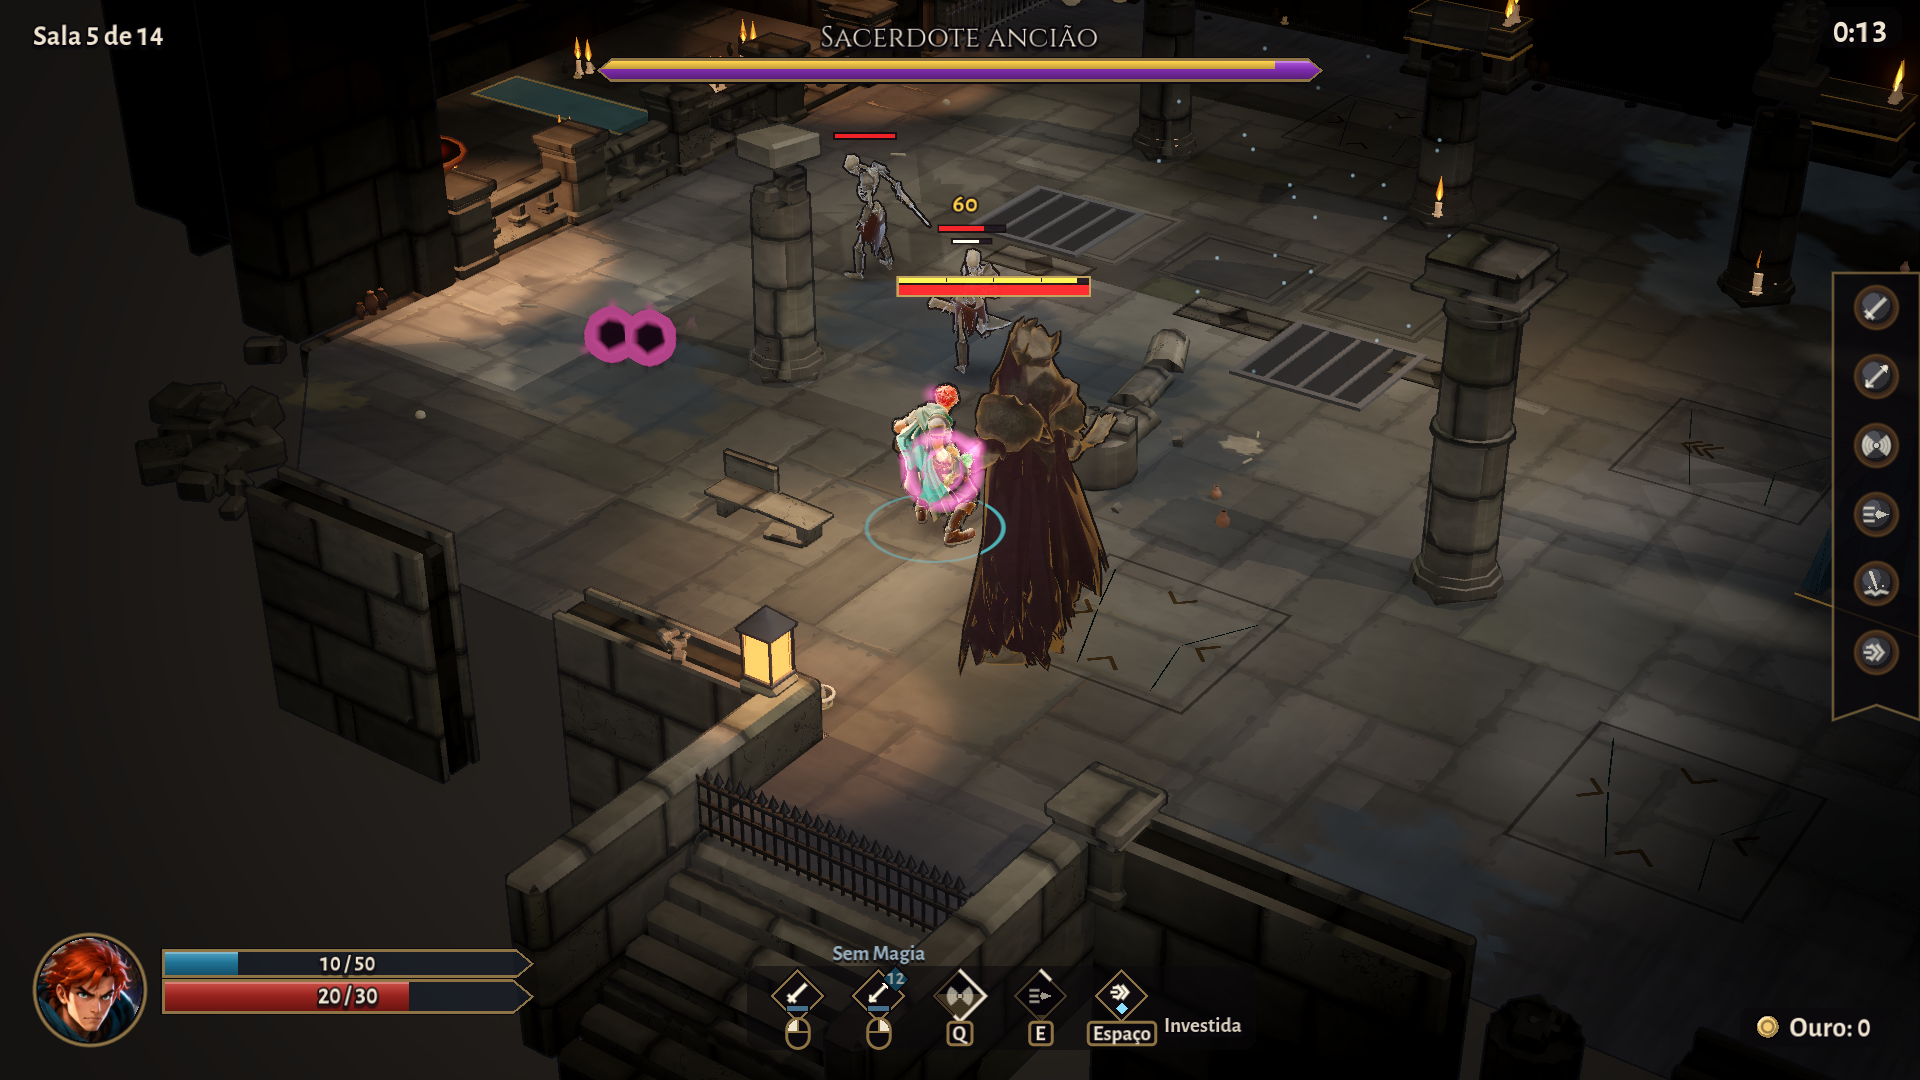 Sala 5 de 14
Sacerdote ancião
0:13
60
10/50
20/30
Sem Magia
12
Q
E
Espaço
Investida
Ouro: 0